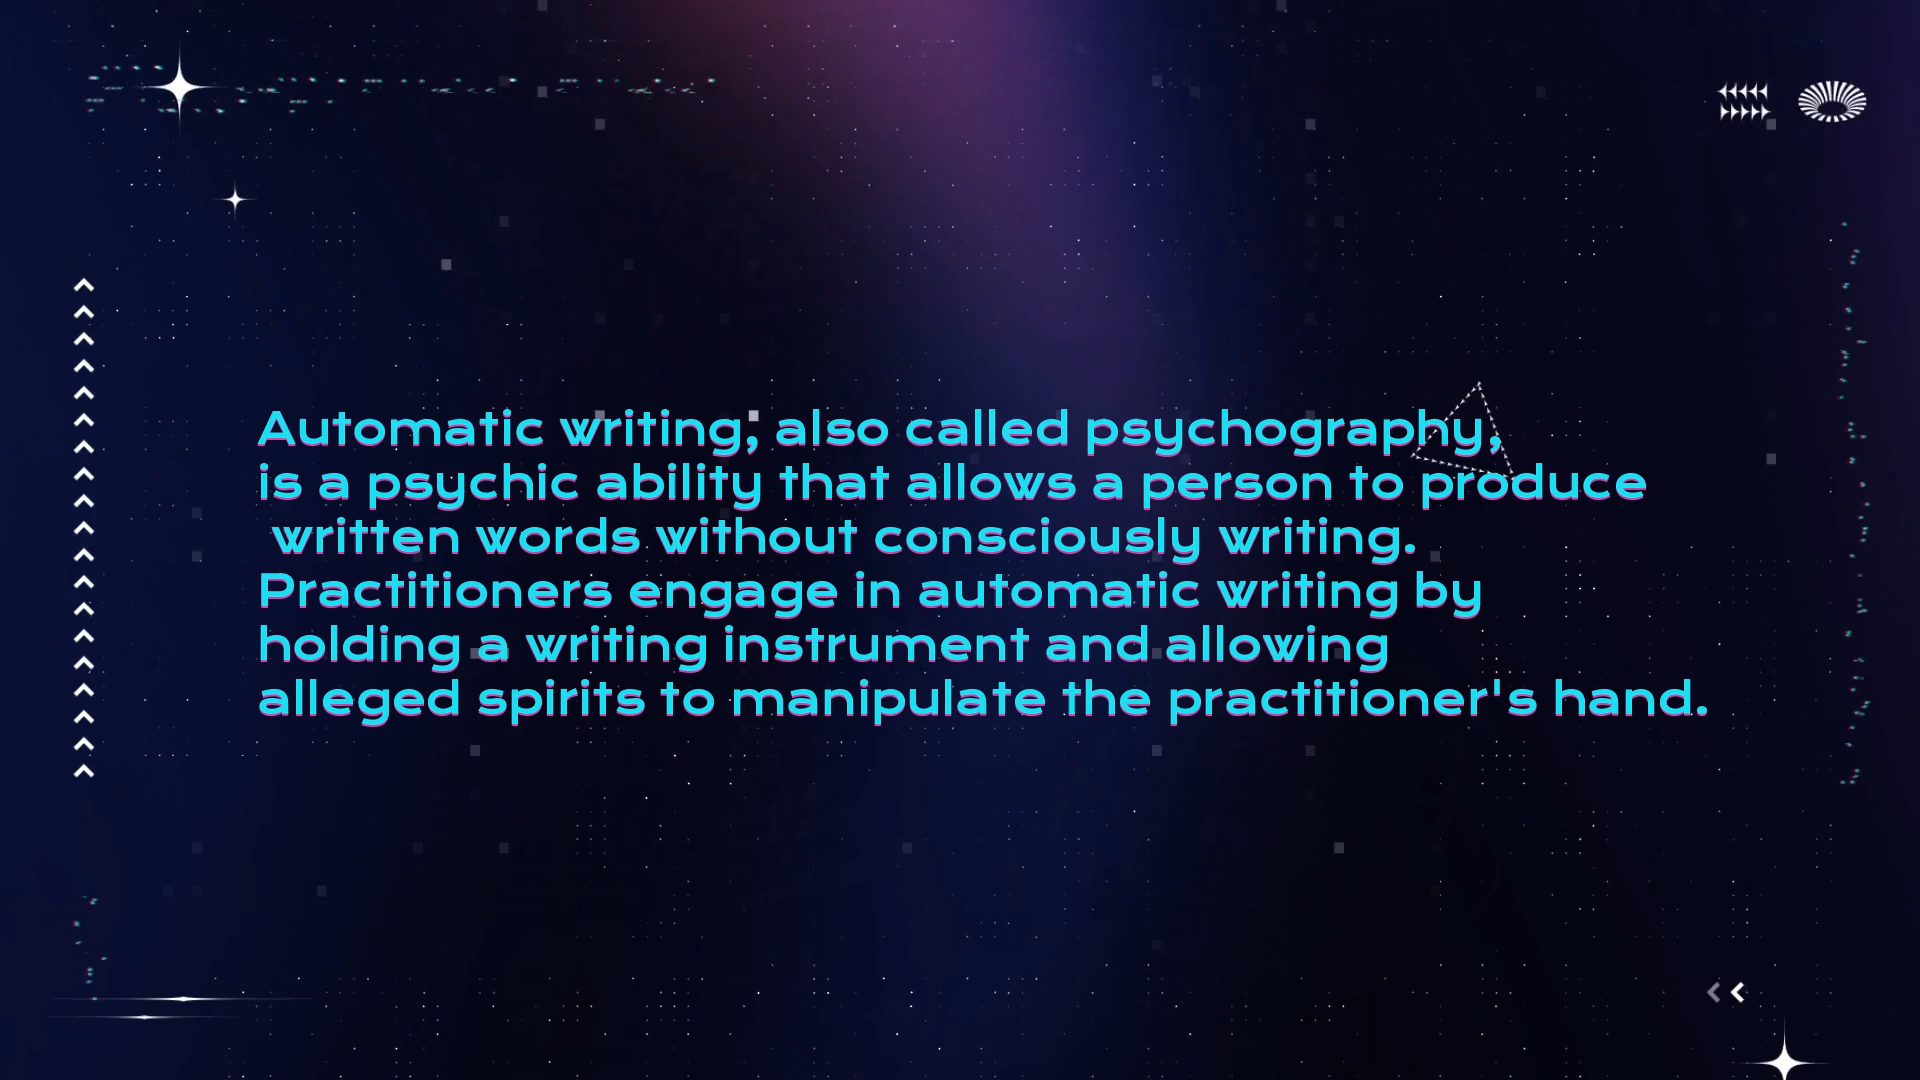 Automatic writing, also called psychography,
is a psychic ability that allows a person to produce
written words without consciously writing.
Practitioners engage in automatic writing by
holding a writing instrument and allowing
alleged spirits to manipulate the practitioner's hand.